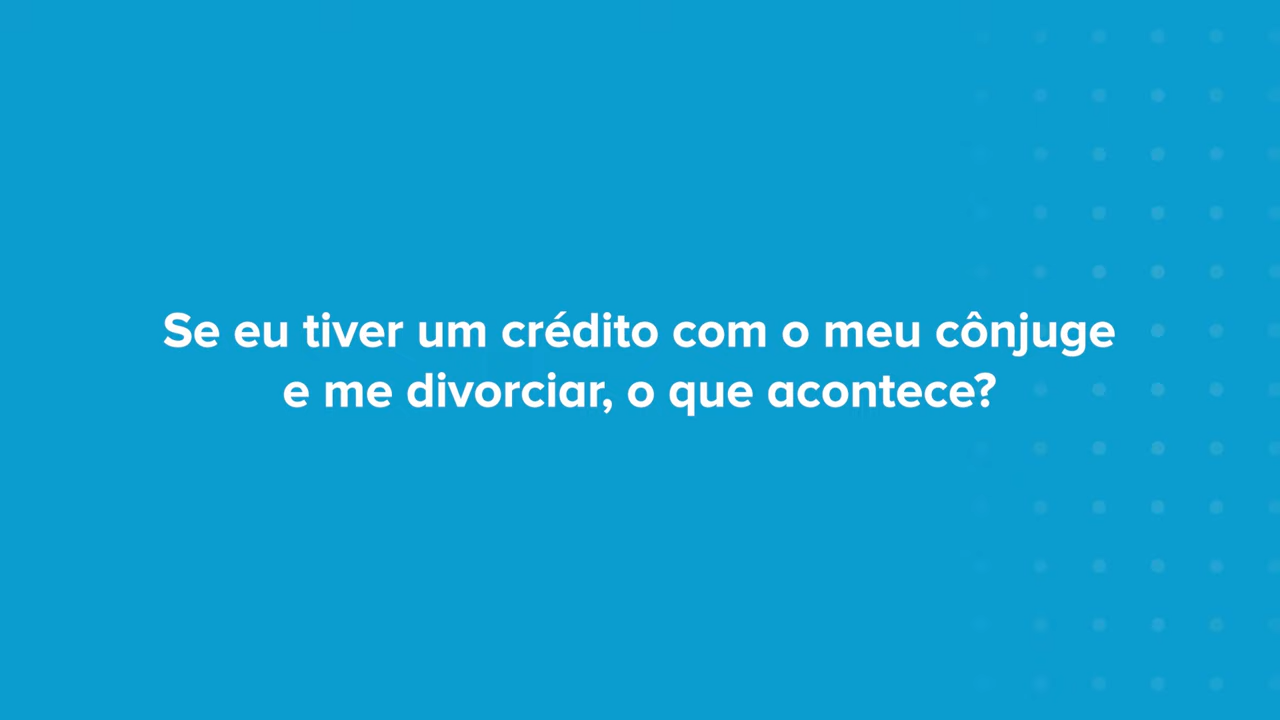 Se eu tiver um crédito com o meu cônjuge
e me divorciar, o que acontece?